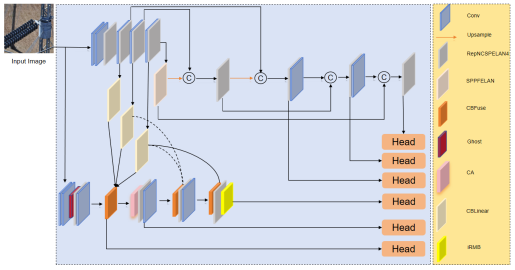 Input Image
C
C
C
C
Head
Head
Head
Head
Head
Head
Conv
Upsample
RepNCSPELAN4
SPPFELAN
CBFuse
Ghost
CA
CBLinear
iRMB